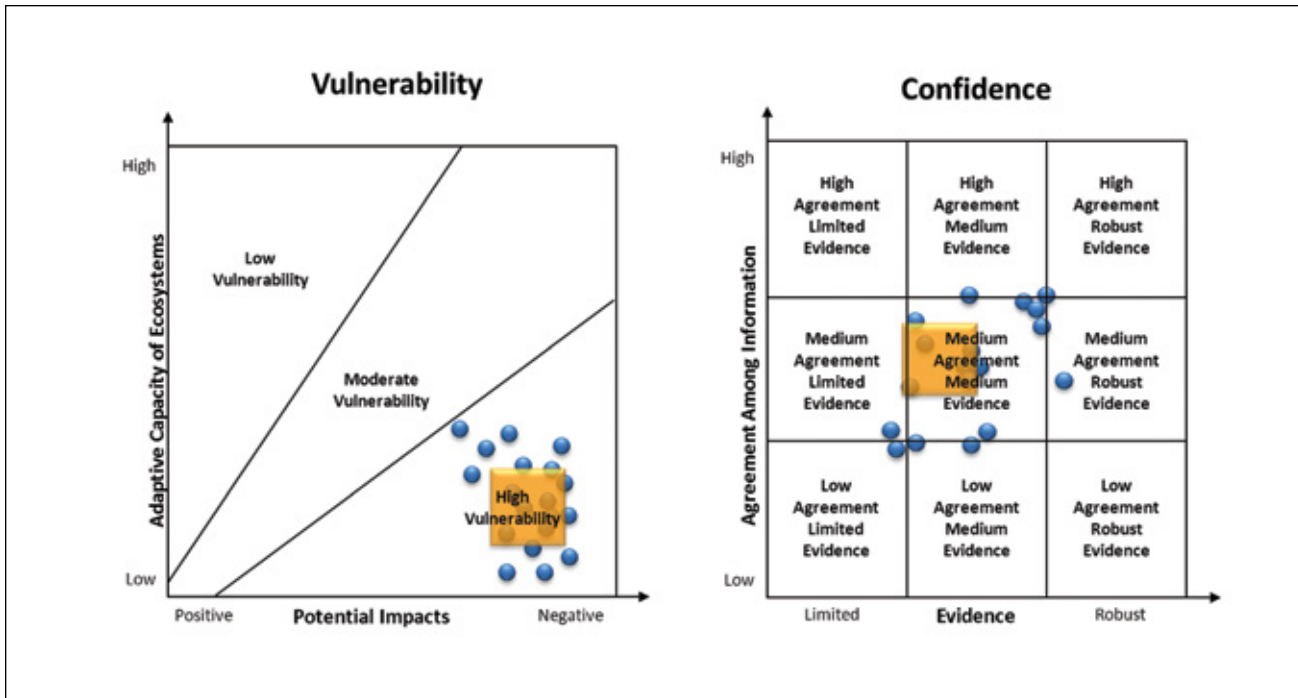 Vulnerability
High
Low
Vulnerability
Moderate
Vulnerability
High
Vulnerability
Adaptive Capacity of Ecosystems
Low
Positive
Potential Impacts
Negative
Confidence
High
High
Agreement
Limited
Evidence
High
Agreement
Medium
Evidence
High
Agreement
Robust
Evidence
Medium
Agreement
Limited
Evidence
Medium
Agreement
Medium
Evidence
Medium
Agreement
Robust
Evidence
Low
Agreement
Limited
Evidence
Low
Agreement
Medium
Evidence
Low
Agreement
Robust
Evidence
Agreement Among Information
Low
Limited
Evidence
Robust